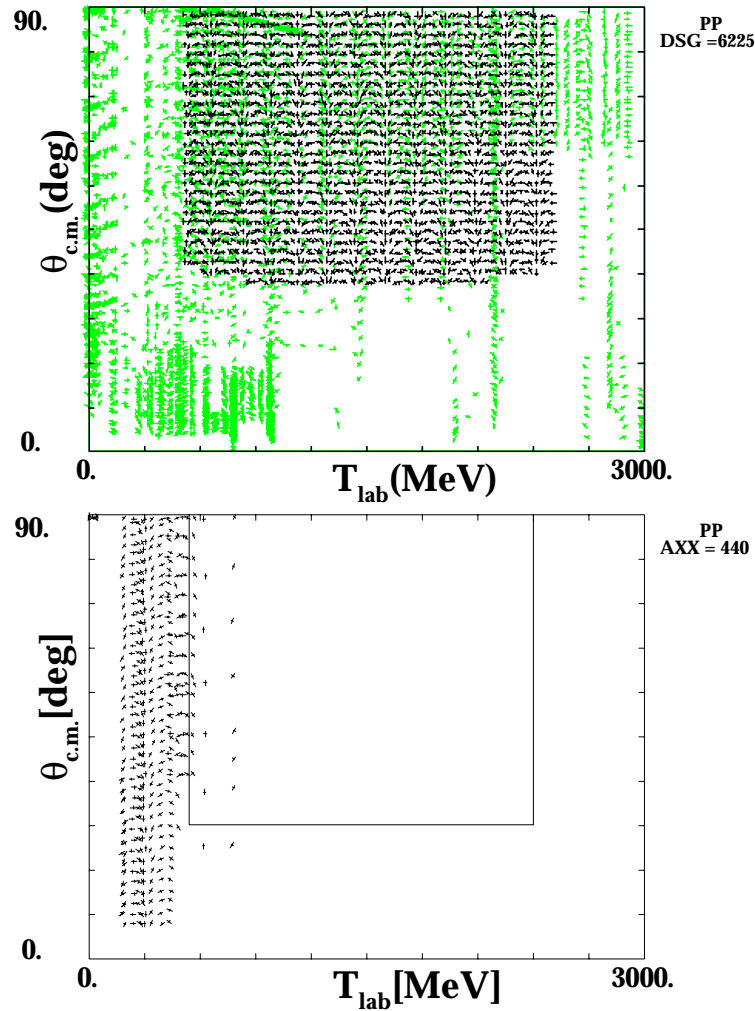 90.
PP
DSG =6225
θc.m.(deg)
0.
0.
Tlab(MeV)
3000.
90.
PP
AXX = 440
θc.m.[deg]
0.
0.
Tlab[MeV]
3000.